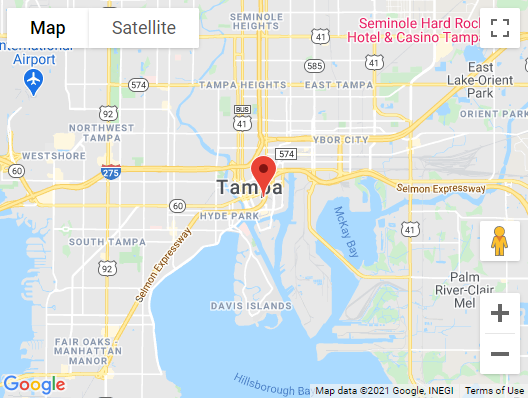 Map
Satellite
SEMINOLE
HEIGHTS
Seminole Hard Rock
Hotel & Casino Tampa
International
Airport
574
585
92
TAMPA HEIGHTS
EAST TAMPA
East
Lake-Orient
Park
BUS
41
41
ORIENT PARK
NORTHWEST
TAMPA
YBOR CITY
574
WESTSHORE
60
275
Tampa
Selmon Expressway
60
HYDE PARK
McKay Bay
41
SOUTH TAMPA
92
Selmon Expressway
DAVIS ISLANDS
Palm
River-Clair
Mel
FAIR OAKS -
MANHATTAN
MANOR
Hillsborough Ba
Google
Map data ©2021 Google, INEGI
Terms of Use